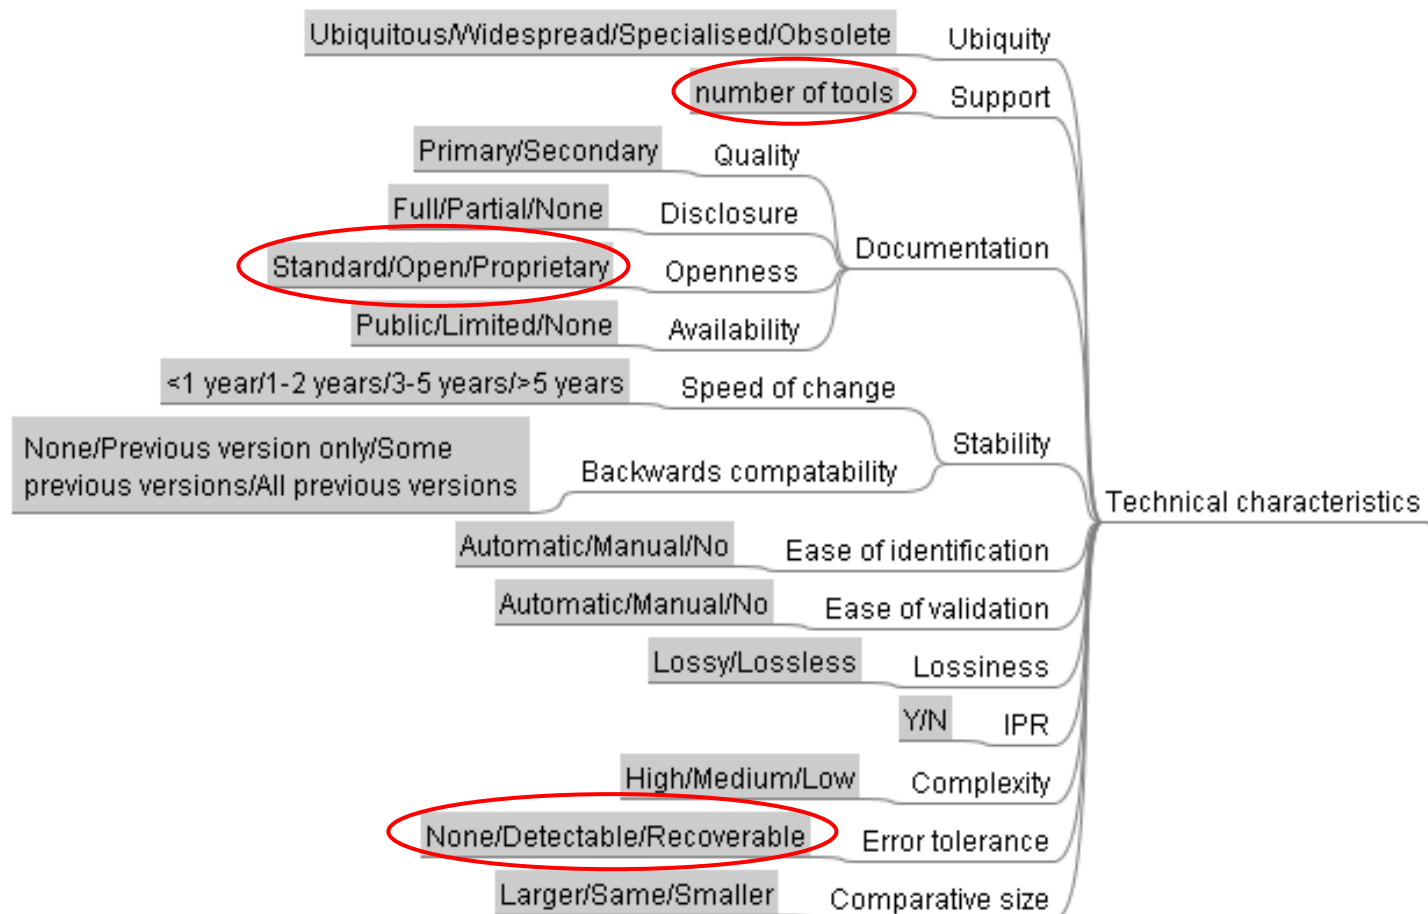 Ubiquitous/Widespread/Specialised/Obsolete Ubiquity
number of tools Support
Primary/Secondary Quality
Full/Partial/None Disclosure
Documentation
Standard/Open/Proprietary Openness
Public/Limited/None Availability
<1 year/1-2 years/3-5 years/>5 years Speed of change
None/Previous version only/Some
previous versions/All previous versions
Backwards compatability
Stability
Technical characteristics
Automatic/Manual/No Ease of identification
Automatic/Manual/No Ease of validation
Lossy/Lossless Lossiness
Y/N IPR
High/Medium/Low Complexity
None/Detectable/Recoverable Error tolerance
Larger/Same/Smaller Comparative size